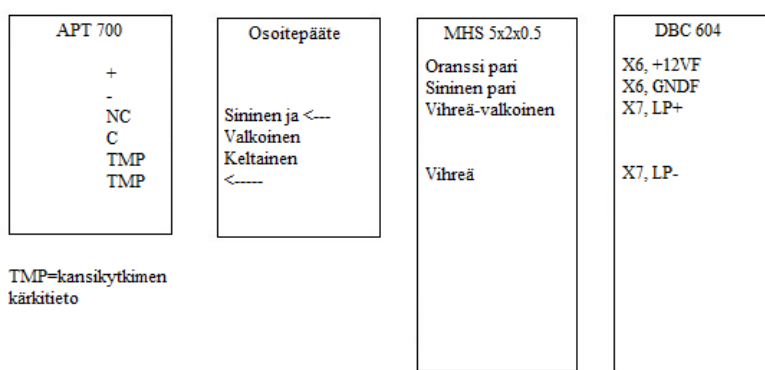 APT 700
+
-
NC
C
TMP
TMP
TMP=kansikytkimen
kärkitieto
Osoitepääte
Sininen ja <---
Valkoinen
Keltainen
<-----
MHS 5x2x0.5
Oranssi pari
Sininen pari
Vihreä-valkoinen
Vihreä
DBC 604
X6, +12VF
X6, GNDF
X7, LP+
X7, LP-